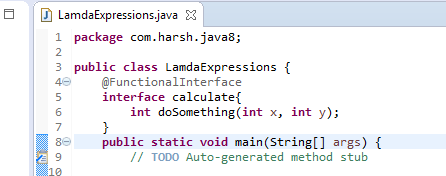 LamdaExpressions.java
1 package com.harsh.java8;
2
3 public class LamdaExpressions {
4 @FunctionalInterface
5 interface calculate{
6 int doSomething(int x, int y);
7 }
8 public static void main(String[] args) {
9 // TODO Auto-generated method stub
10